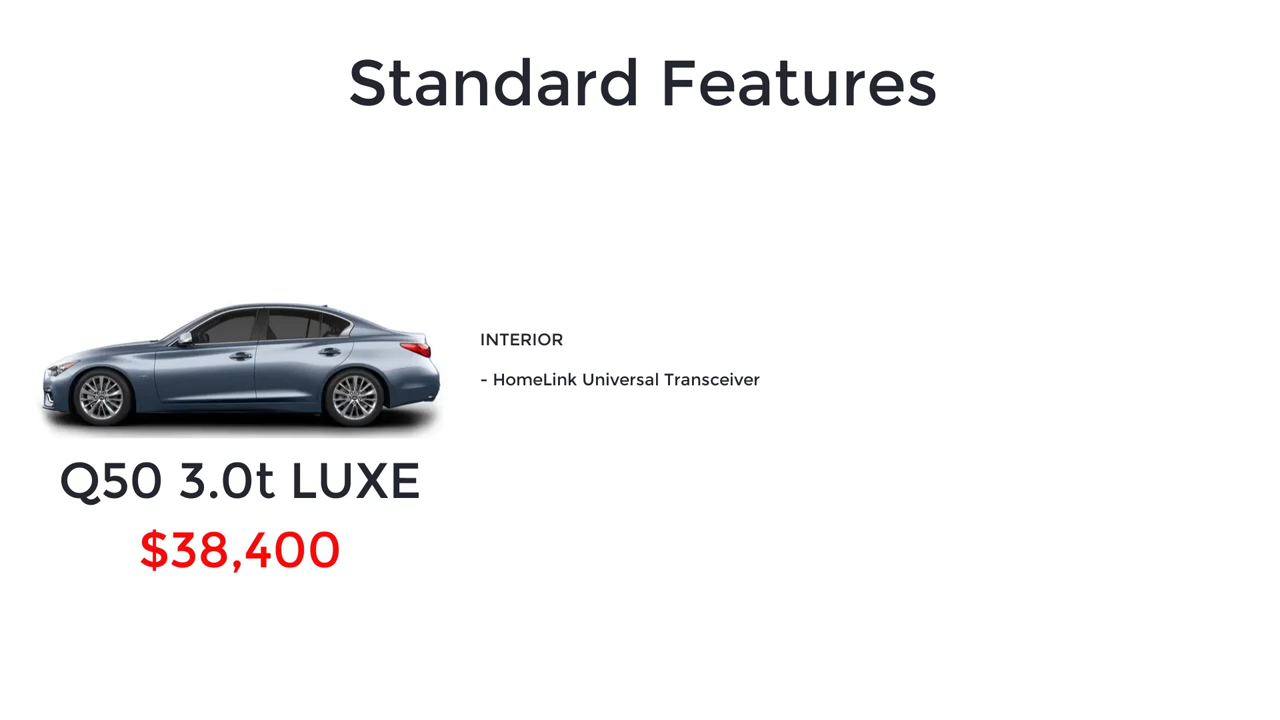 Standard Features
INTERIOR
- HomeLink Universal Transceiver
Q50 3.0t LUXE
$38,400